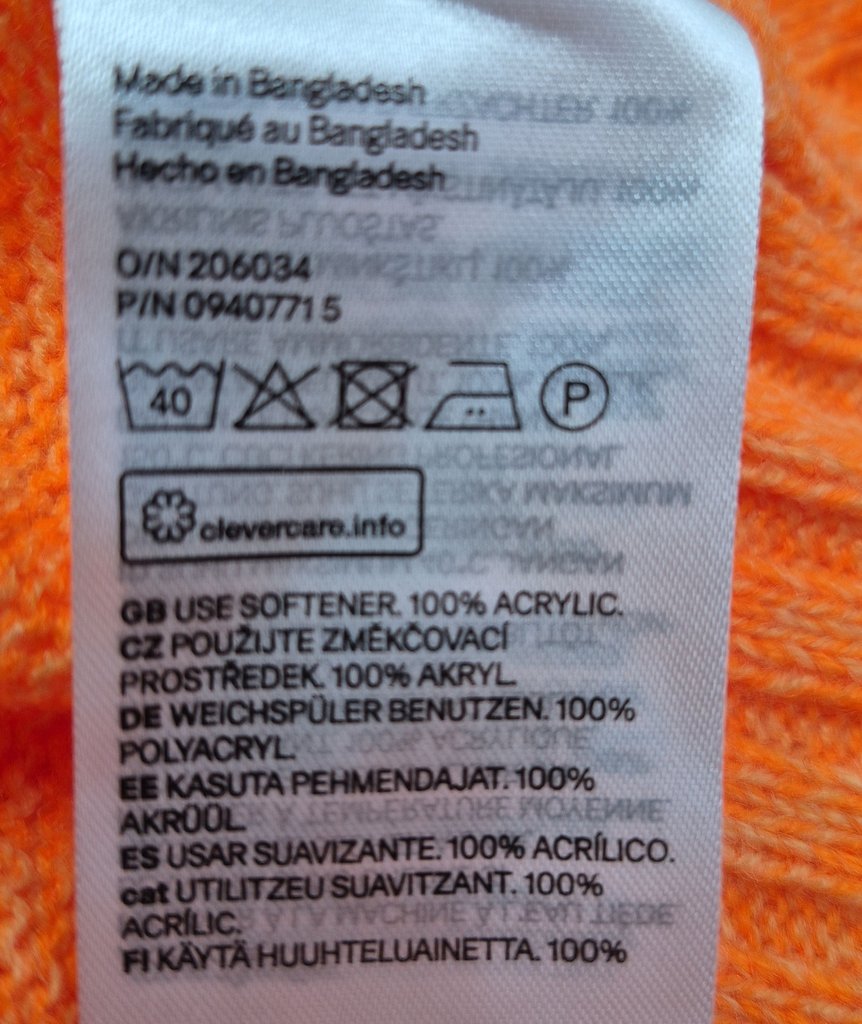 Made in Bangladesh
Fabriqué au Bangladesh
Hecho en Bangladesh
O/N 206034
P/N 09407715
40 P
clevercare.info
GB USE SOFTENER. 100% ACRYLIC.
CZ POUŽIJTE ZMĚKČOVACÍ
PROSTŘEDEK. 100% AKRYL.
DE WEICHSPÜLER BENUTZEN. 100%
POLYACRYL.
EE KASUTA PEHMENDAJAT. 100%
AKRÜÜL.
ES USAR SUAVIZANTE. 100% ACRÍLICO.
cat UTILITZEU SUAVITZANT. 100%
ACRÍLIC.
FI KÄYTÄ HUUHTELUAINETTA. 100%